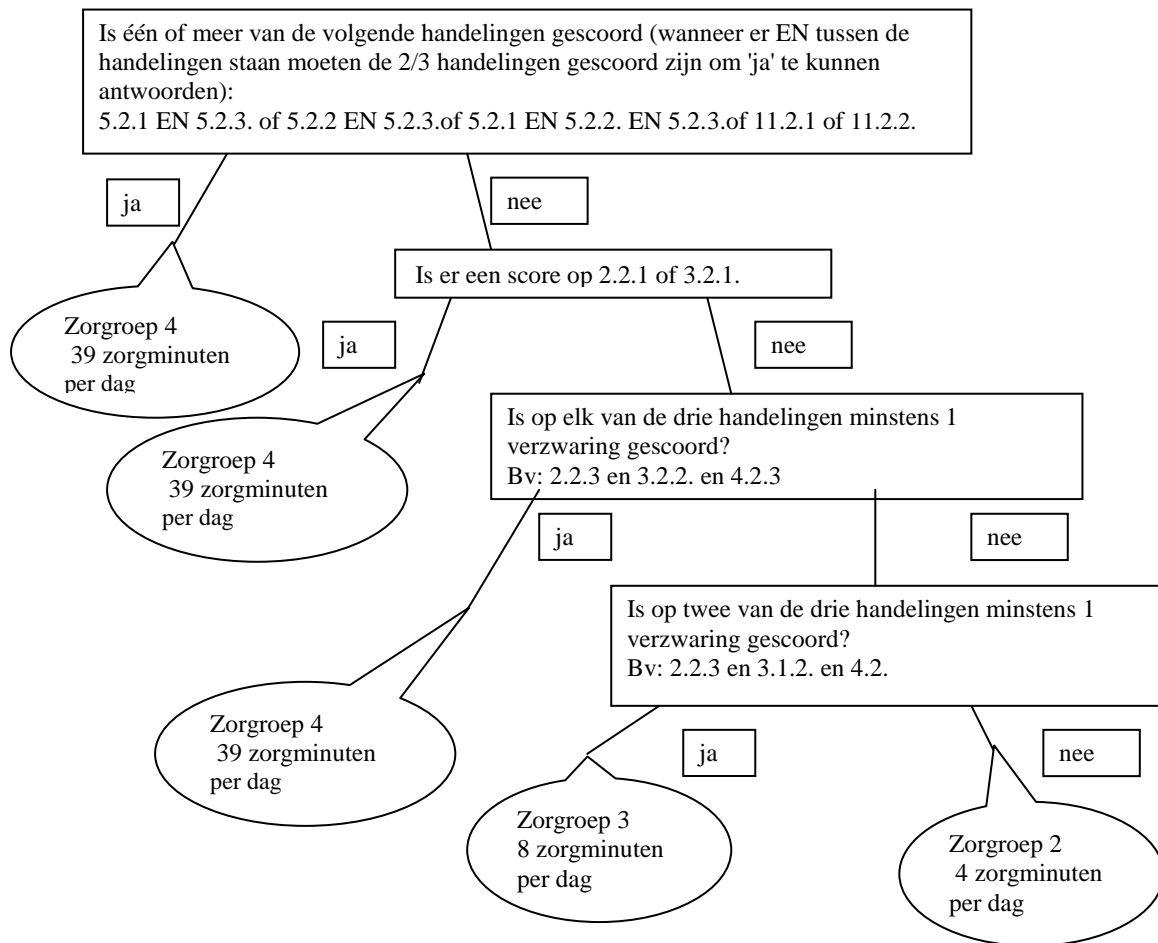 Is één of meer van de volgende handelingen gescoord (wanneer er EN tussen de
handelingen staan moeten de 2/3 handelingen gescoord zijn om 'ja' te kunnen
antwoorden):
5.2.1 EN 5.2.3. of 5.2.2 EN 5.2.3.of 5.2.1 EN 5.2.2. EN 5.2.3.of 11.2.1 of 11.2.2.
ja
nee
Is er een score op 2.2.1 of 3.2.1.
Zorgroep 4
39 zorgminuten
per dag
ja
nee
Is op elk van de drie handelingen minstens 1
verzwaring gescoord?
Bv: 2.2.3 en 3.2.2. en 4.2.3
Zorgroep 4
39 zorgminuten
per dag
ja
nee
Is op twee van de drie handelingen minstens 1
verzwaring gescoord?
Bv: 2.2.3 en 3.1.2. en 4.2.
Zorgroep 4
39 zorgminuten
per dag
ja
nee
Zorgroep 3
8 zorgminuten
per dag
Zorgroep 2
4 zorgminuten
per dag